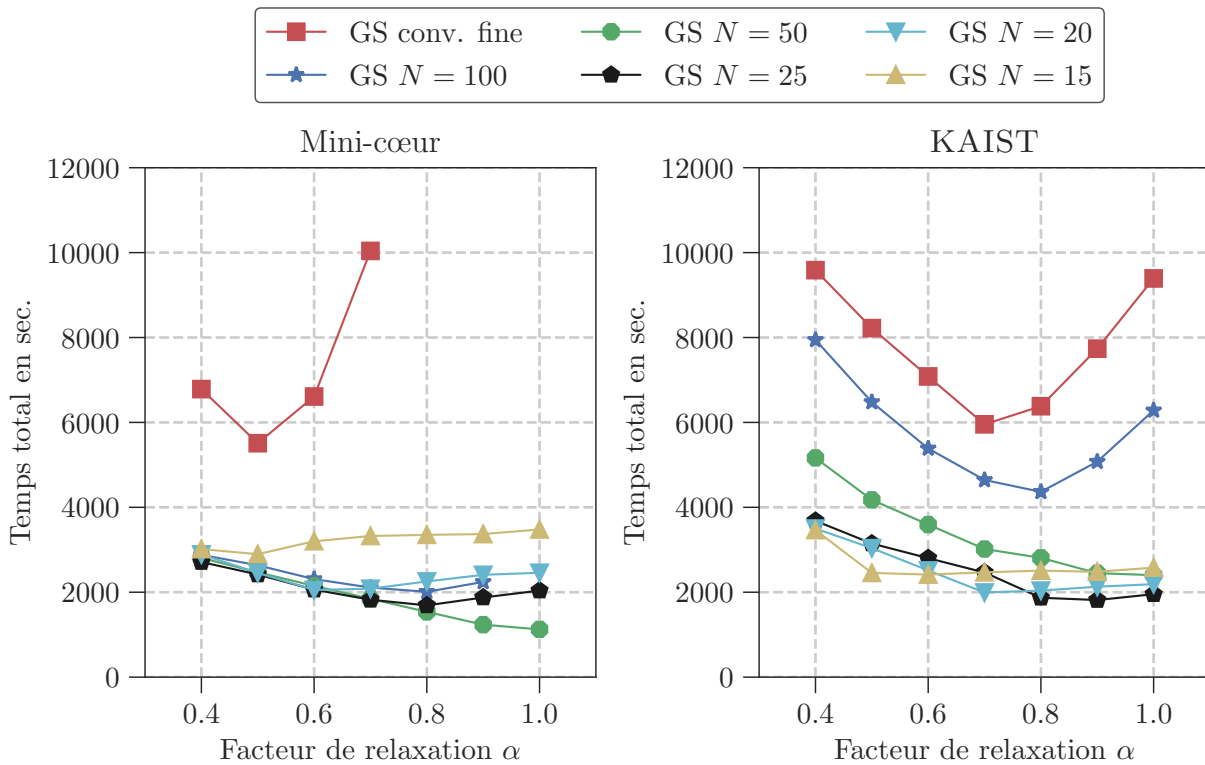 GS conv. fine GS N = 50 GS N = 20
GS N = 100 GS N = 25 GS N = 15
Mini-cœur
12000
10000
8000
6000
4000
2000
0
Temps total en sec.
0.4 0.6 0.8 1.0
Facteur de relaxation α
KAIST
12000
10000
8000
6000
4000
2000
0
Temps total en sec.
0.4 0.6 0.8 1.0
Facteur de relaxation α